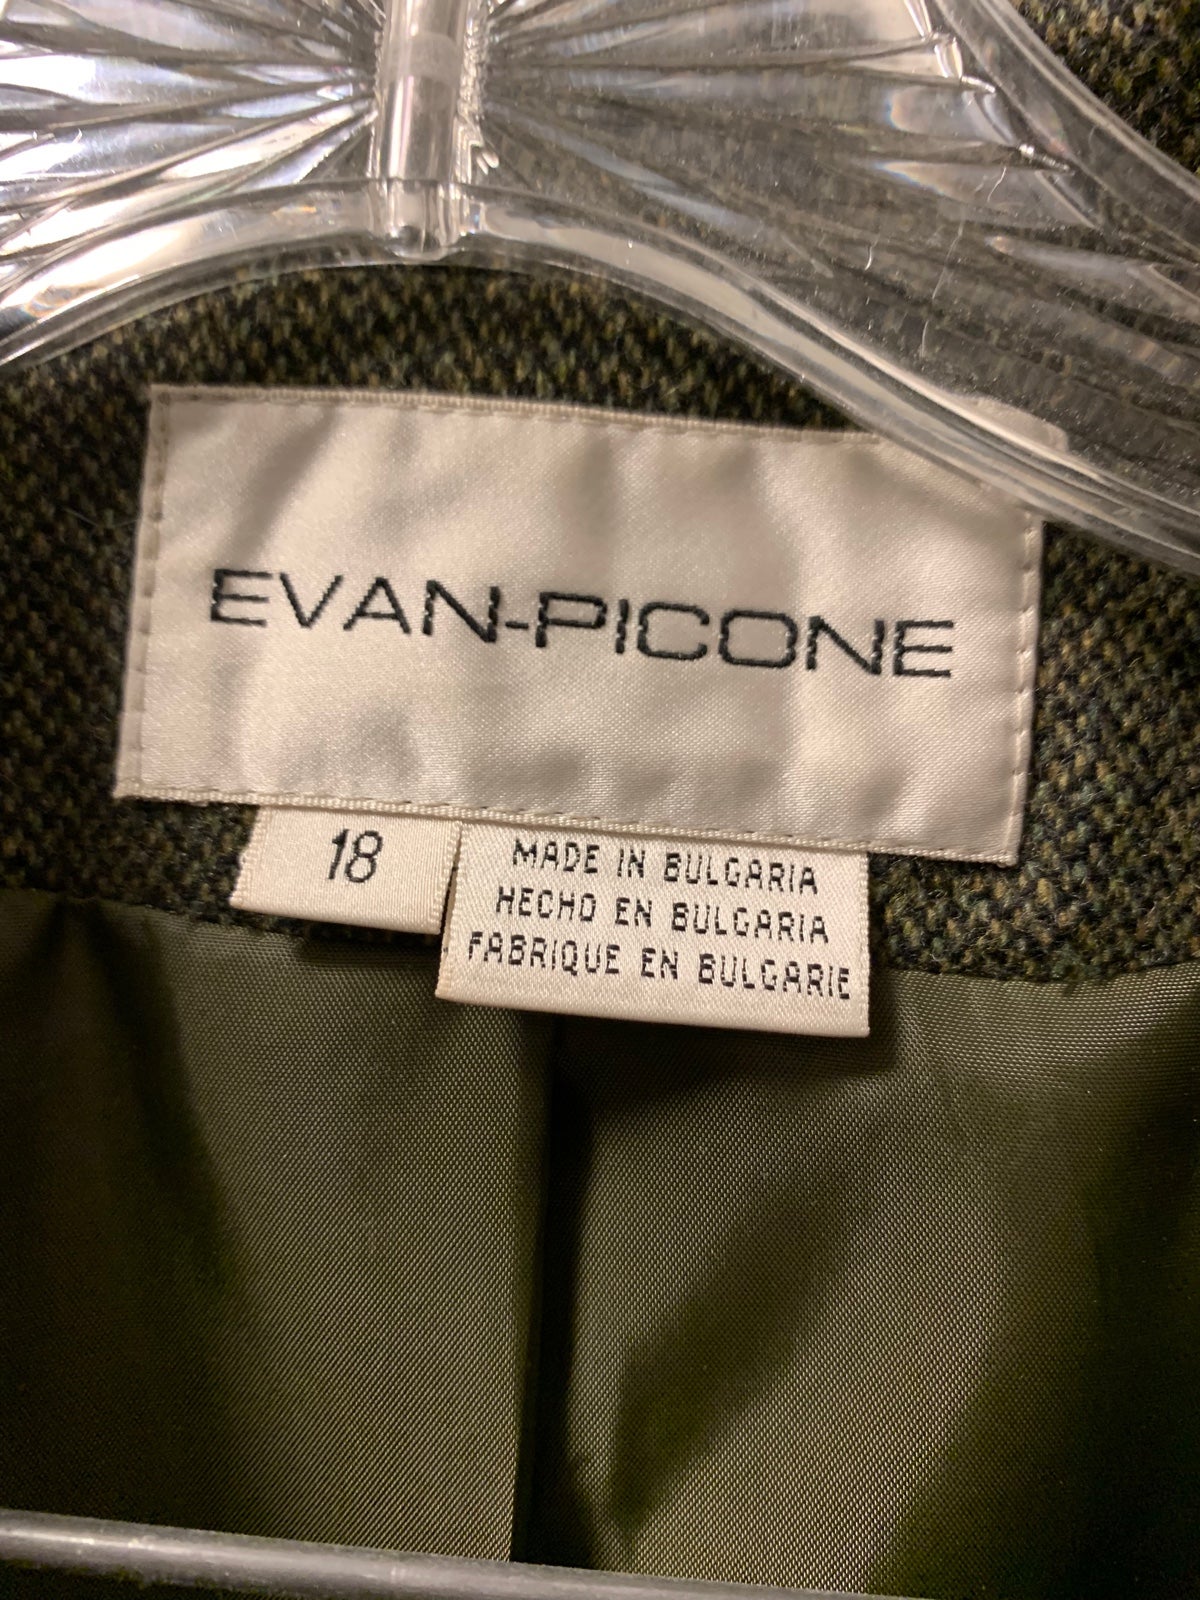 EVAN-PICONE
18
MADE IN BULGARIA
HECHO EN BULGARIA
FABRIQUE EN BULGARIE